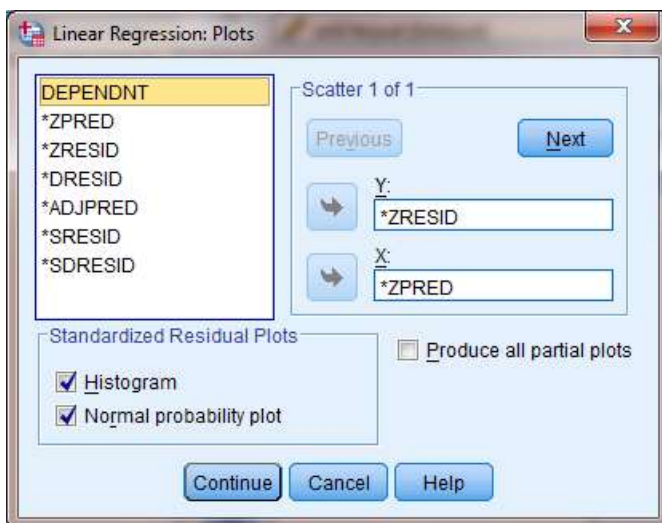 Linear Regression: Plots
DEPENDNT
*ZPRED
*ZRESID
*DRESID
*ADJPRED
*SRESID
*SDRESID
Scatter 1 of 1
Previous
Next
Y:
*ZRESID
X:
*ZPRED
Standardized Residual Plots
Histogram
Normal probability plot
Produce all partial plots
Continue
Cancel
Help